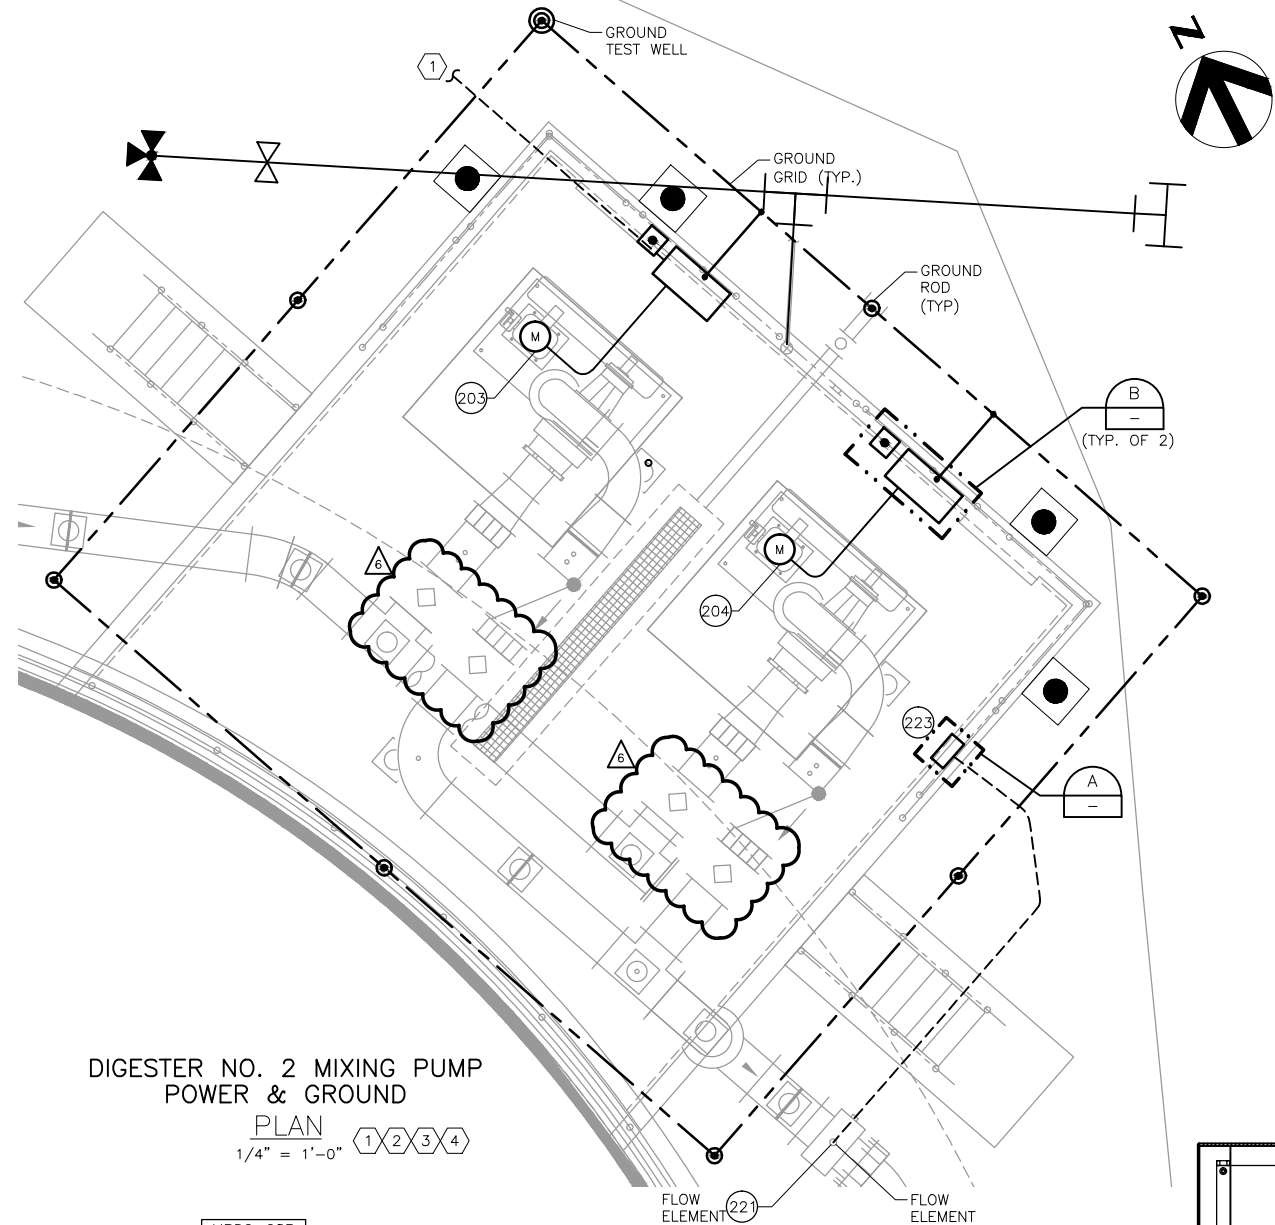 GROUND
TEST WELL
N
1
GROUND
GRID (TYP.)
GROUND
ROD
(TYP)
M
203
B
-
(TYP. OF 2)
M
204
6
6
223
A
-
DIGESTER NO. 2 MIXING PUMP
POWER & GROUND
PLAN
1/4" = 1'-0"
1 2 3 4
FLOW
ELEMENT
221
FLOW
ELEMENT